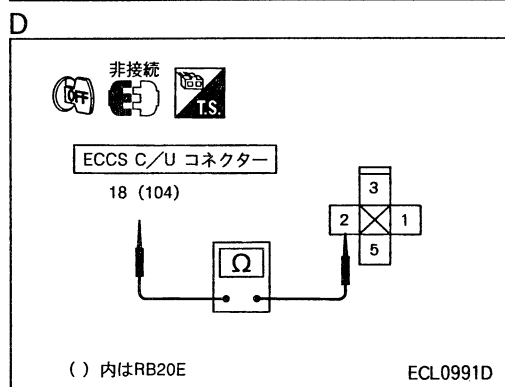 D
非接続
OFF
T.S.
ECCS C/U コネクター
18 (104)
3
2
1
5
Ω
( ) 内はRB20E
ECL0991D